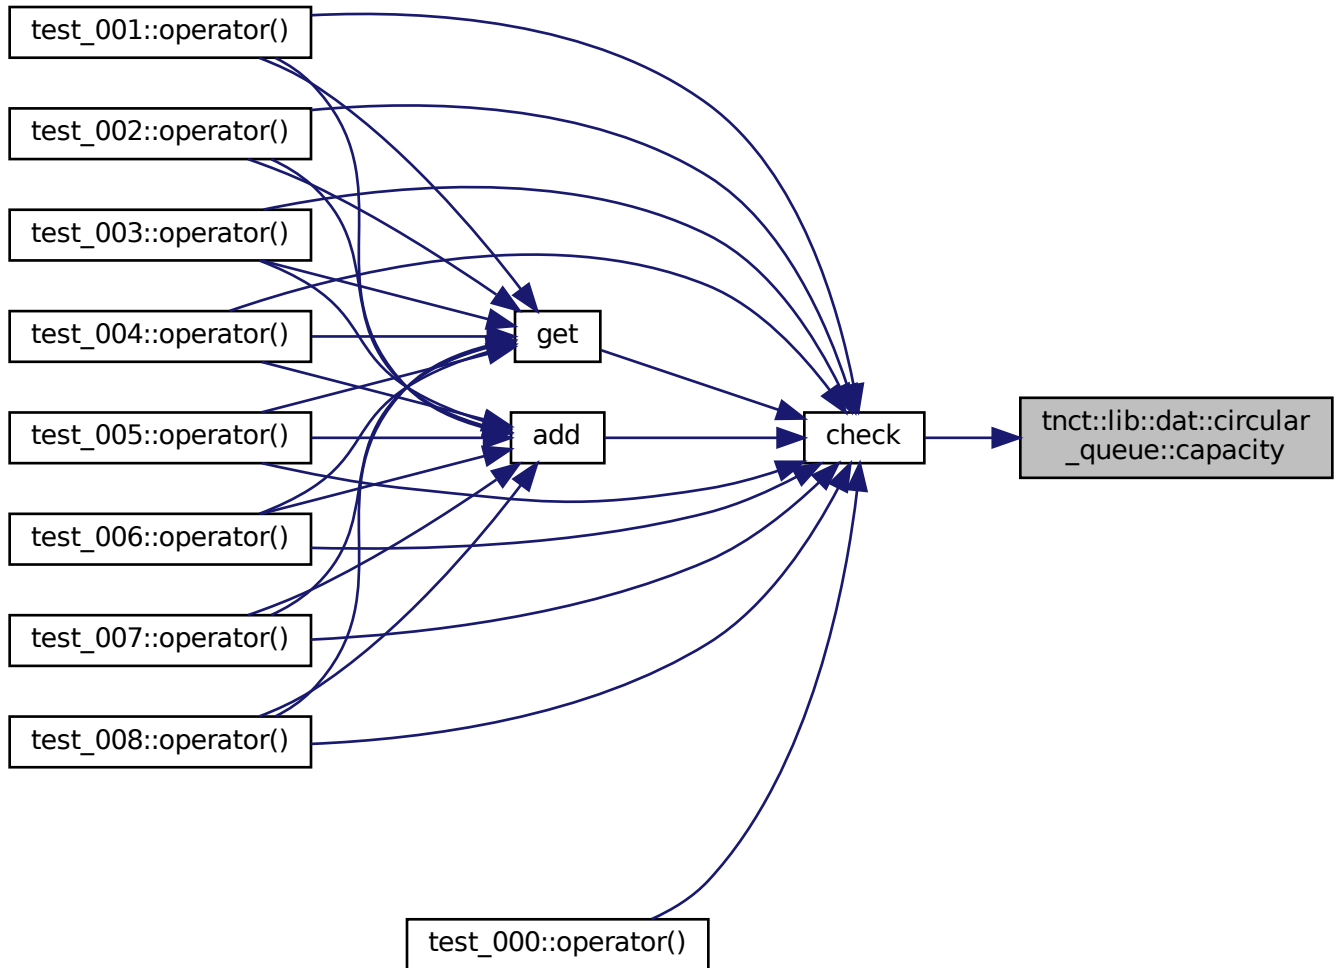 test_001::operator()
test_002::operator()
test_003::operator()
test_004::operator()
get
test_005::operator()
add
check
tnct::lib::dat::circular
_queue::capacity
test_006::operator()
test_007::operator()
test_008::operator()
test_000::operator()